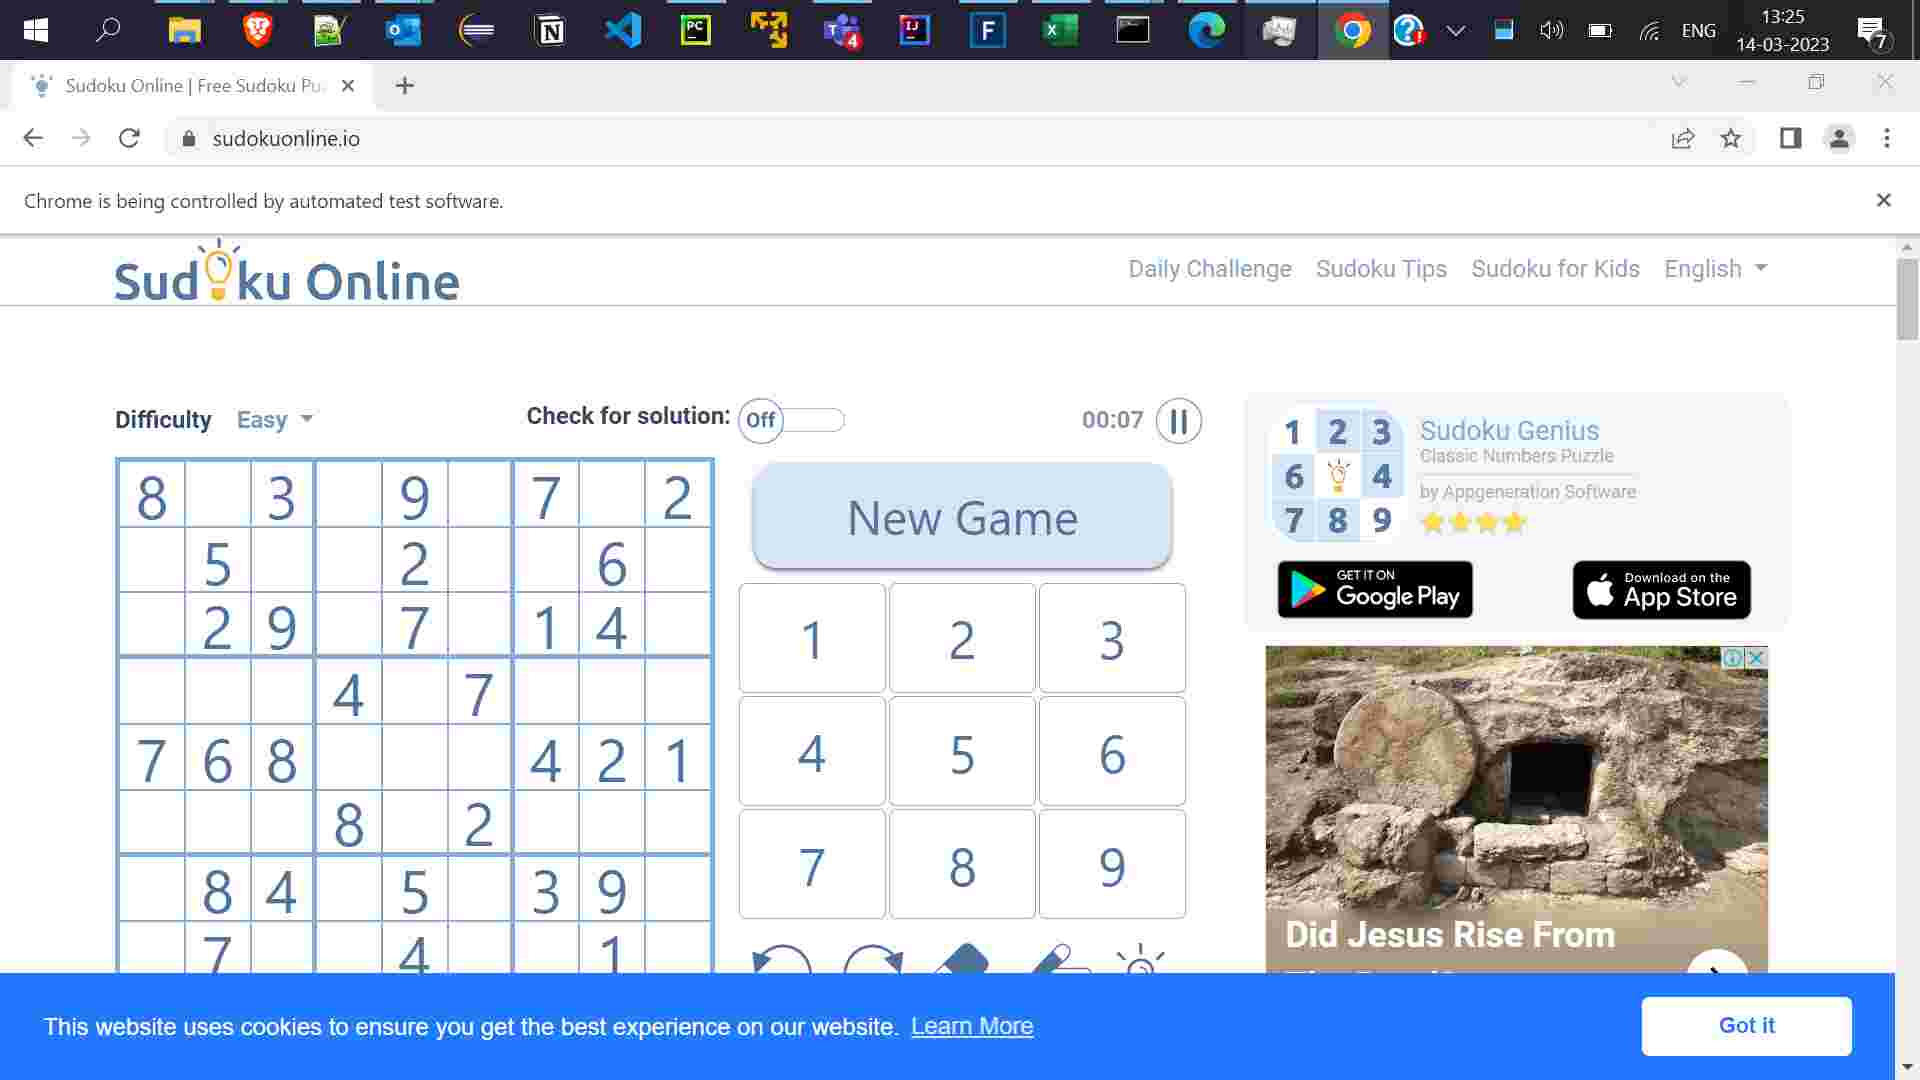 PC
4
IJ
F
ENG
13:25
14-03-2023
7
Sudoku Online | Free Sudoku Pu
sudokuonline.io
Chrome is being controlled by automated test software.
Sudoku Online
Daily Challenge Sudoku Tips Sudoku for Kids English
Difficulty Easy
Check for solution: Off
00:07
8 3 9 7 2
5 2 6
2 9 7 1 4
4 7
7 6 8 4 2 1
8 2
8 4 5 3 9
7 4 1
New Game
1 2 3
4 5 6
7 8 9
1 2 3
6 4
7 8 9
Sudoku Genius
Classic Numbers Puzzle
by Appgeneration Software
GET IT ON
Google Play
Download on the
App Store
Did Jesus Rise From
This website uses cookies to ensure you get the best experience on our website. Learn More
Got it